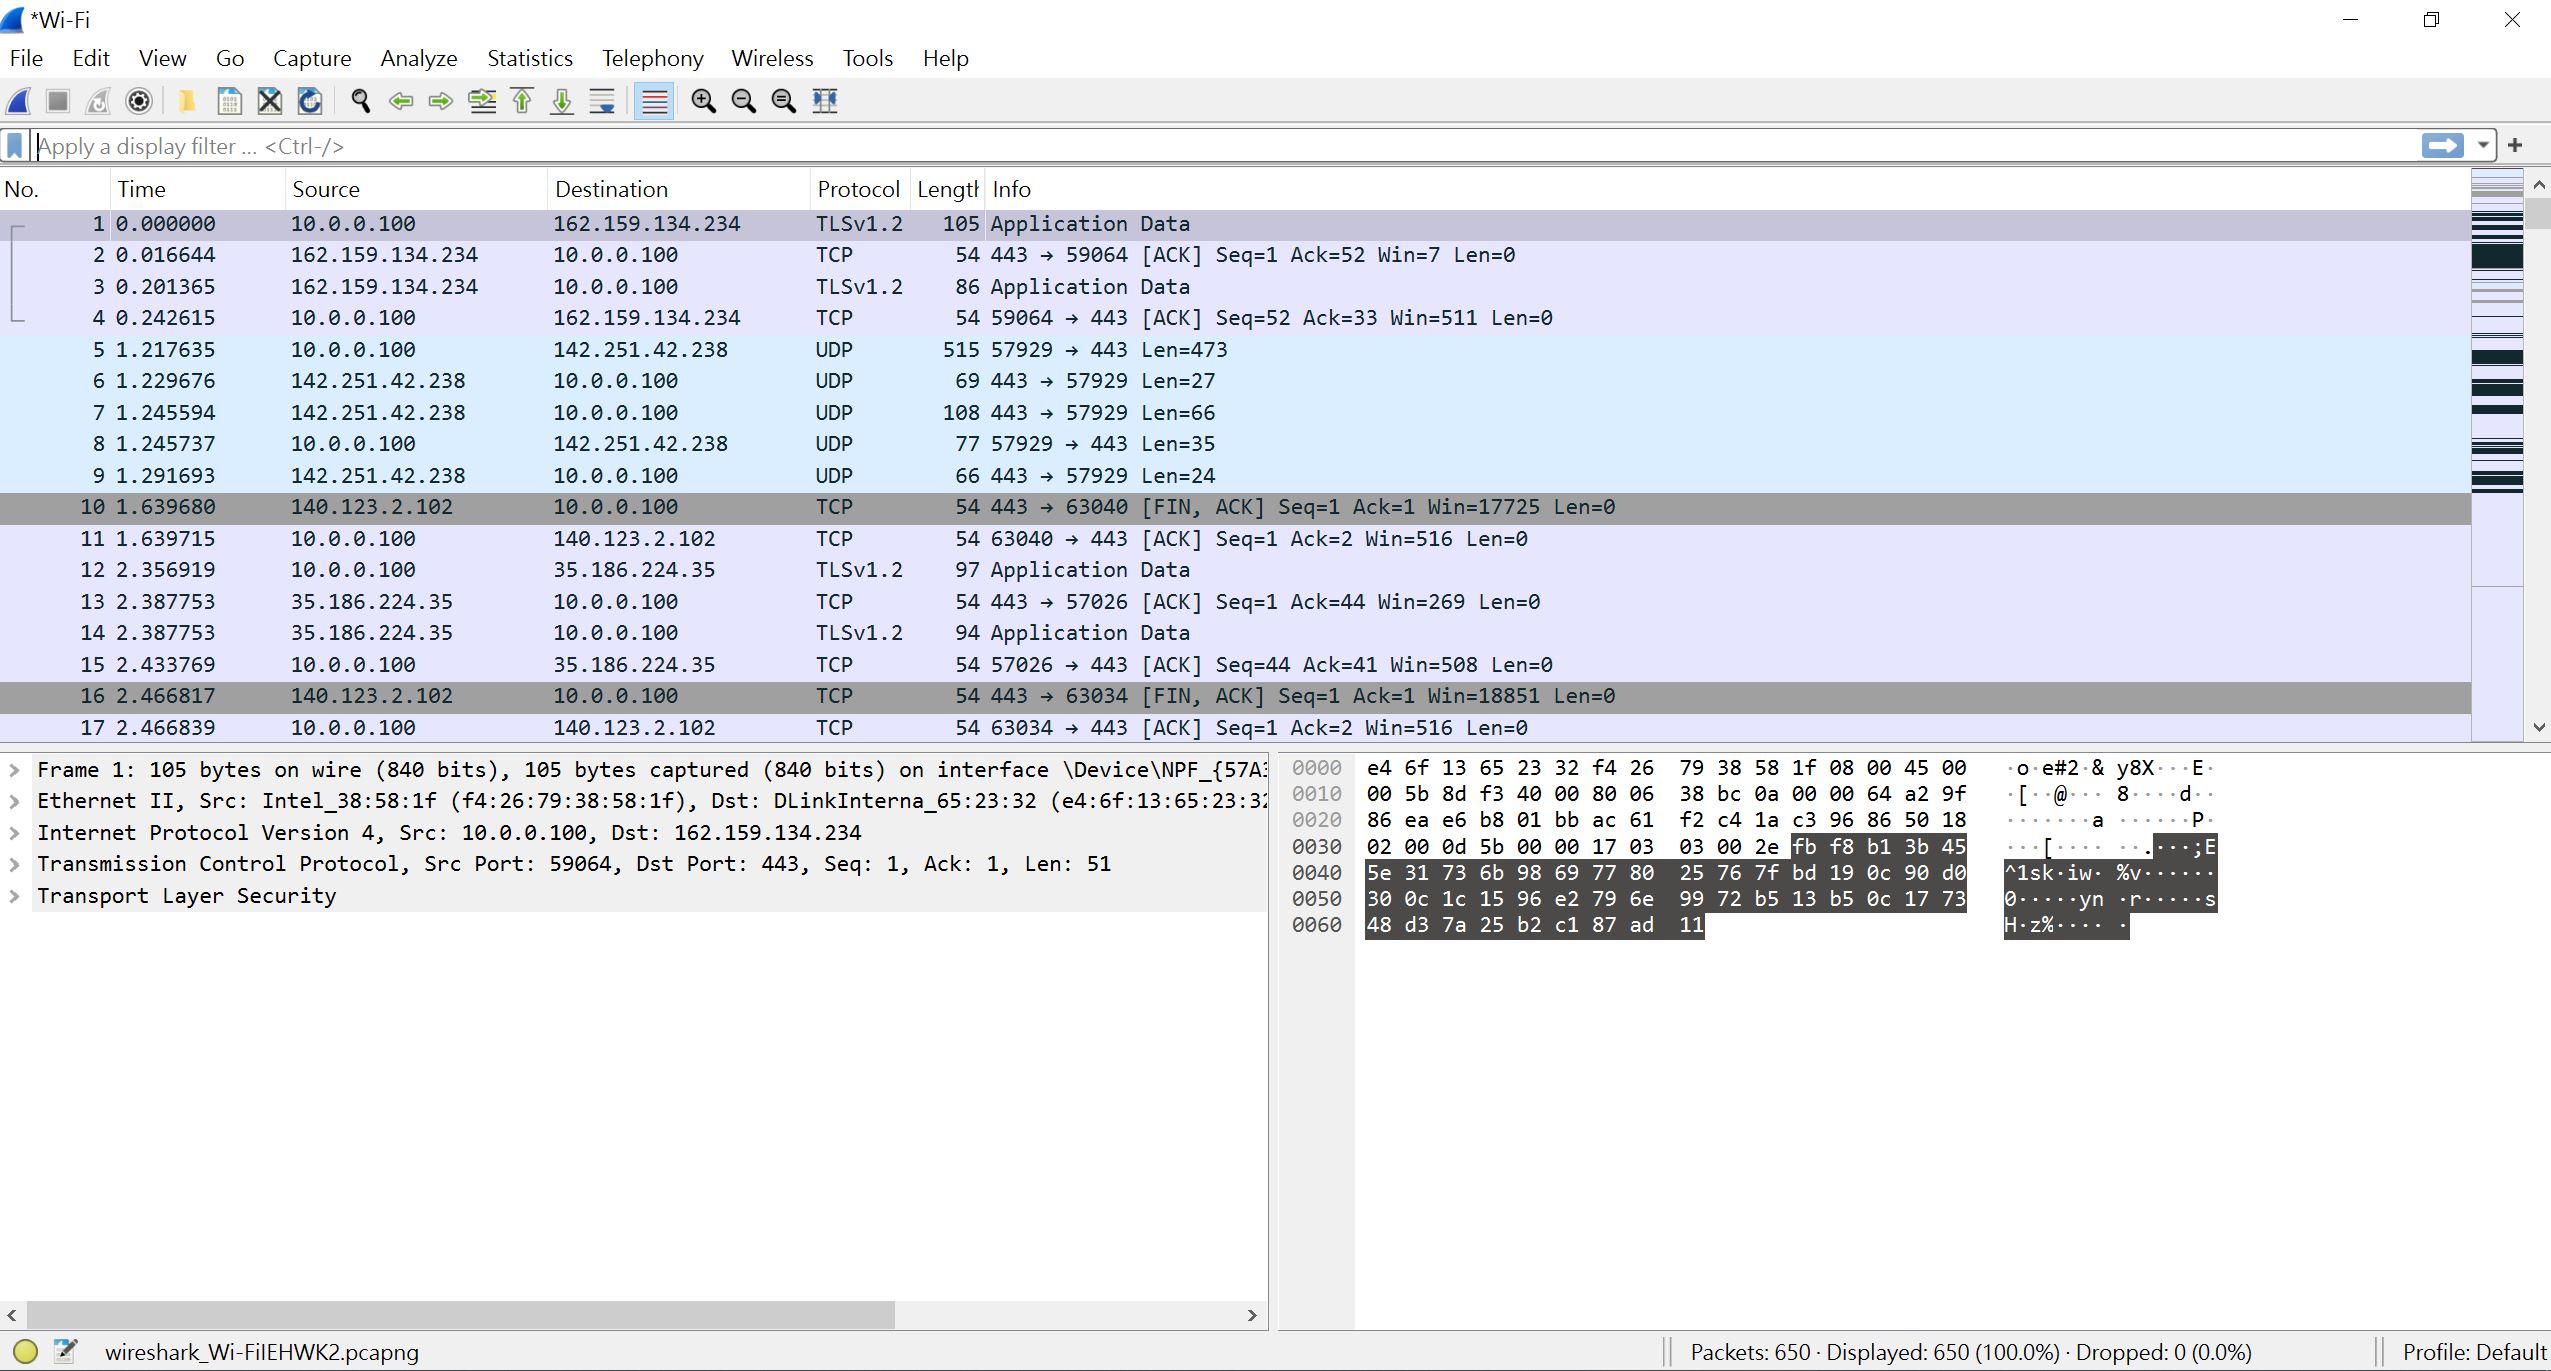 *Wi-Fi
File Edit View Go Capture Analyze Statistics Telephony Wireless Tools Help
Apply a display filter … <Ctrl-/>
No. Time Source Destination Protocol Length Info
1 0.000000 10.0.0.100 162.159.134.234 TLSv1.2 105 Application Data
2 0.016644 162.159.134.234 10.0.0.100 TCP 54 443 → 59064 [ACK] Seq=1 Ack=52 Win=7 Len=0
3 0.201365 162.159.134.234 10.0.0.100 TLSv1.2 86 Application Data
4 0.242615 10.0.0.100 162.159.134.234 TCP 54 59064 → 443 [ACK] Seq=52 Ack=33 Win=511 Len=0
5 1.217635 10.0.0.100 142.251.42.238 UDP 515 57929 → 443 Len=473
6 1.229676 142.251.42.238 10.0.0.100 UDP 69 443 → 57929 Len=27
7 1.245594 142.251.42.238 10.0.0.100 UDP 108 443 → 57929 Len=66
8 1.245737 10.0.0.100 142.251.42.238 UDP 77 57929 → 443 Len=35
9 1.291693 142.251.42.238 10.0.0.100 UDP 66 443 → 57929 Len=24
10 1.639680 140.123.2.102 10.0.0.100 TCP 54 443 → 63040 [FIN, ACK] Seq=1 Ack=1 Win=17725 Len=0
11 1.639715 10.0.0.100 140.123.2.102 TCP 54 63040 → 443 [ACK] Seq=1 Ack=2 Win=516 Len=0
12 2.356919 10.0.0.100 35.186.224.35 TLSv1.2 97 Application Data
13 2.387753 35.186.224.35 10.0.0.100 TCP 54 443 → 57026 [ACK] Seq=1 Ack=44 Win=269 Len=0
14 2.387753 35.186.224.35 10.0.0.100 TLSv1.2 94 Application Data
15 2.433769 10.0.0.100 35.186.224.35 TCP 54 57026 → 443 [ACK] Seq=44 Ack=41 Win=508 Len=0
16 2.466817 140.123.2.102 10.0.0.100 TCP 54 443 → 63034 [FIN, ACK] Seq=1 Ack=1 Win=18851 Len=0
17 2.466839 10.0.0.100 140.123.2.102 TCP 54 63034 → 443 [ACK] Seq=1 Ack=2 Win=516 Len=0
Frame 1: 105 bytes on wire (840 bits), 105 bytes captured (840 bits) on interface \Device\NPF_{57A
Ethernet II, Src: Intel_38:58:1f (f4:26:79:38:58:1f), Dst: DLinkInterna_65:23:32 (e4:6f:13:65:23:32
Internet Protocol Version 4, Src: 10.0.0.100, Dst: 162.159.134.234
Transmission Control Protocol, Src Port: 59064, Dst Port: 443, Seq: 1, Ack: 1, Len: 51
Transport Layer Security
0000 e4 6f 13 65 23 32 f4 26 79 38 58 1f 08 00 45 00 ·o·e#2·& y8X···E·
0010 00 5b 8d f3 40 00 80 06 38 bc 0a 00 00 64 a2 9f ·[··@··· 8····d··
0020 86 ea e6 b8 01 bb ac 61 f2 c4 1a c3 96 86 50 18 ·······a ······P·
0030 02 00 0d 5b 00 00 17 03 03 00 2e fb f8 b1 3b 45 ···[···· ··.···;E
0040 5e 31 73 6b 98 69 77 80 25 76 7f bd 19 0c 90 d0 ^1sk·iw· %v······
0050 30 0c 1c 15 96 e2 79 6e 99 72 b5 13 b5 0c 17 73 0·····yn ·r·····s
0060 48 d3 7a 25 b2 c1 87 ad 11 H·z%···· ·
wireshark_Wi-FiIEHWK2.pcapng
Packets: 650 · Displayed: 650 (100.0%) · Dropped: 0 (0.0%)
Profile: Default